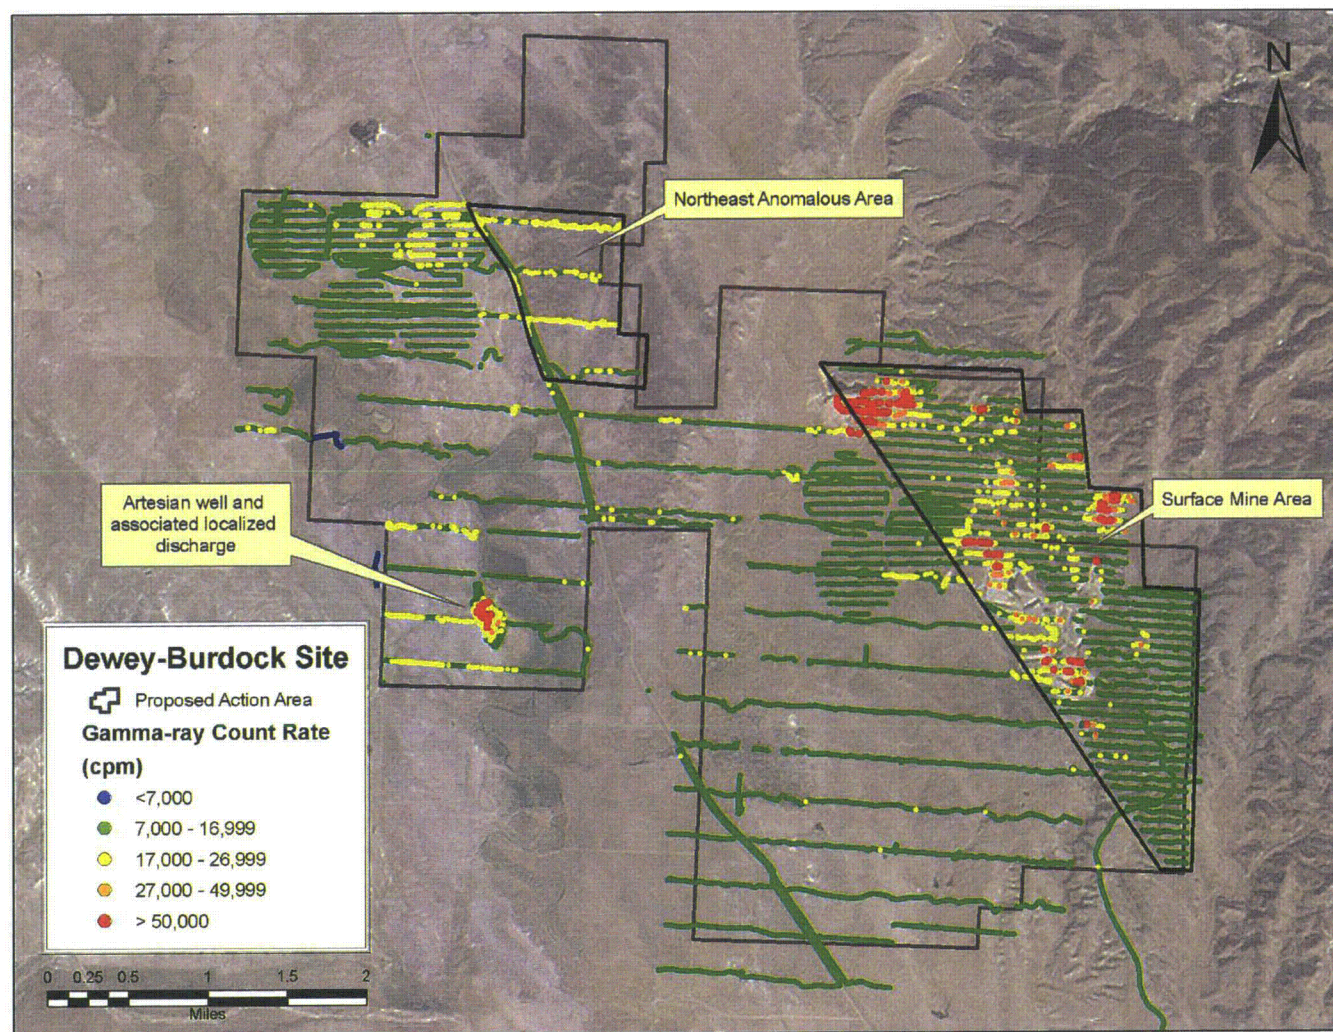 N
Northeast Anomalous Area
Artesian well and
associated localized
discharge
Surface Mine Area
Dewey-Burdock Site
Proposed Action Area
Gamma-ray Count Rate
(cpm)
<7,000
7,000 - 16,999
17,000 - 26,999
27,000 - 49,999
> 50,000
0 0.25 0.5 1 1.5 2
Miles